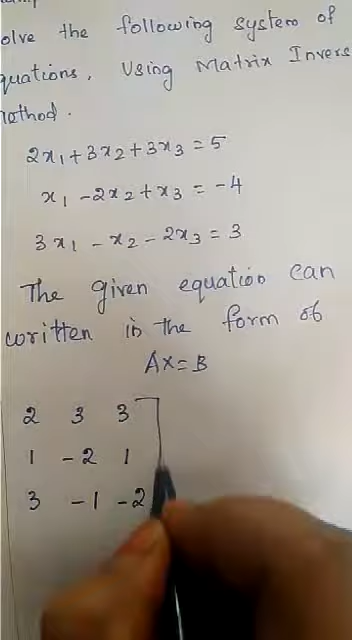 olve the following system of
quations, Using Matrix Invers
ethod.
2x₁+3x₂+3x₃=5
x₁-2x₂+x₃=-4
3x₁-x₂-2x₃=3
The given equation can
written in the form of
AX=B
2 3 3
1 -2 1
3 -1 -2